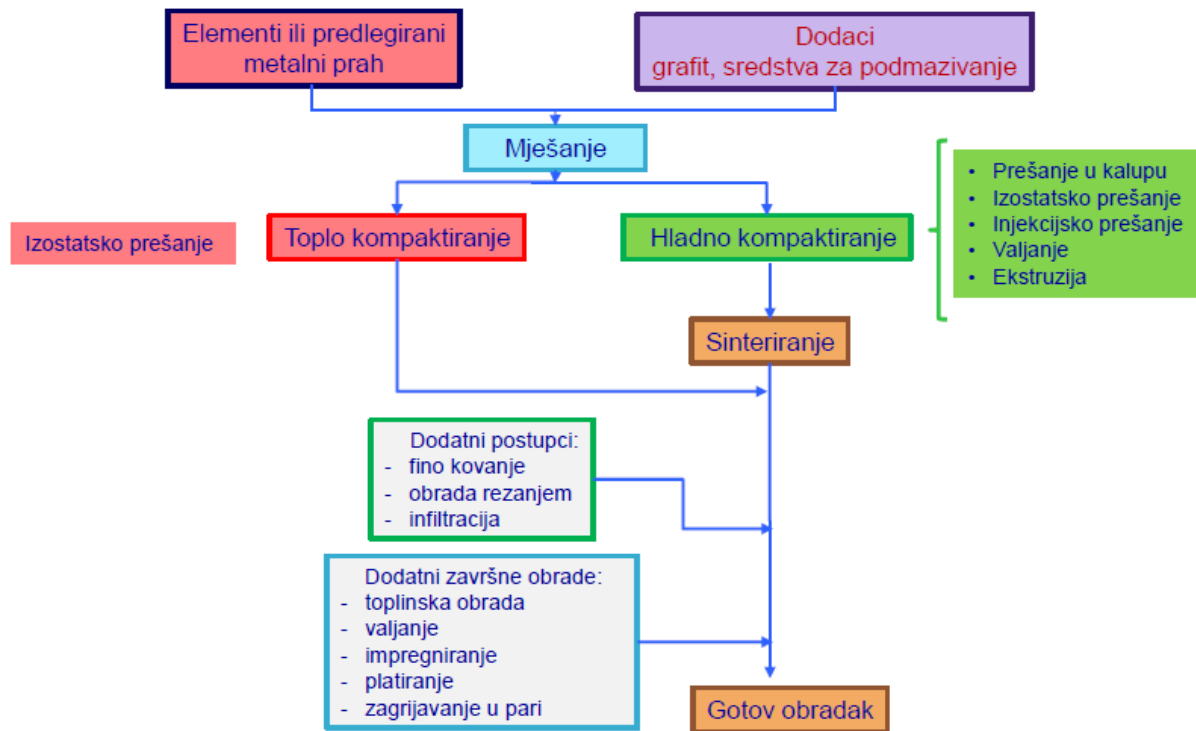 Elementi ili predlegirani
metalni prah
Dodaci
grafit, sredstva za podmazivanje
Mješanje
Izostatsko prešanje
Toplo kompaktiranje
Hladno kompaktiranje
• Prešanje u kalupu
• Izostatsko prešanje
• Injekcijsko prešanje
• Valjanje
• Ekstruzija
Sinteriranje
Dodatni postupci:
- fino kovanje
- obrada rezanjem
- infiltracija
Dodatni završne obrade:
- toplinska obrada
- valjanje
- impregniranje
- platiranje
- zagrijavanje u pari
Gotov obradak